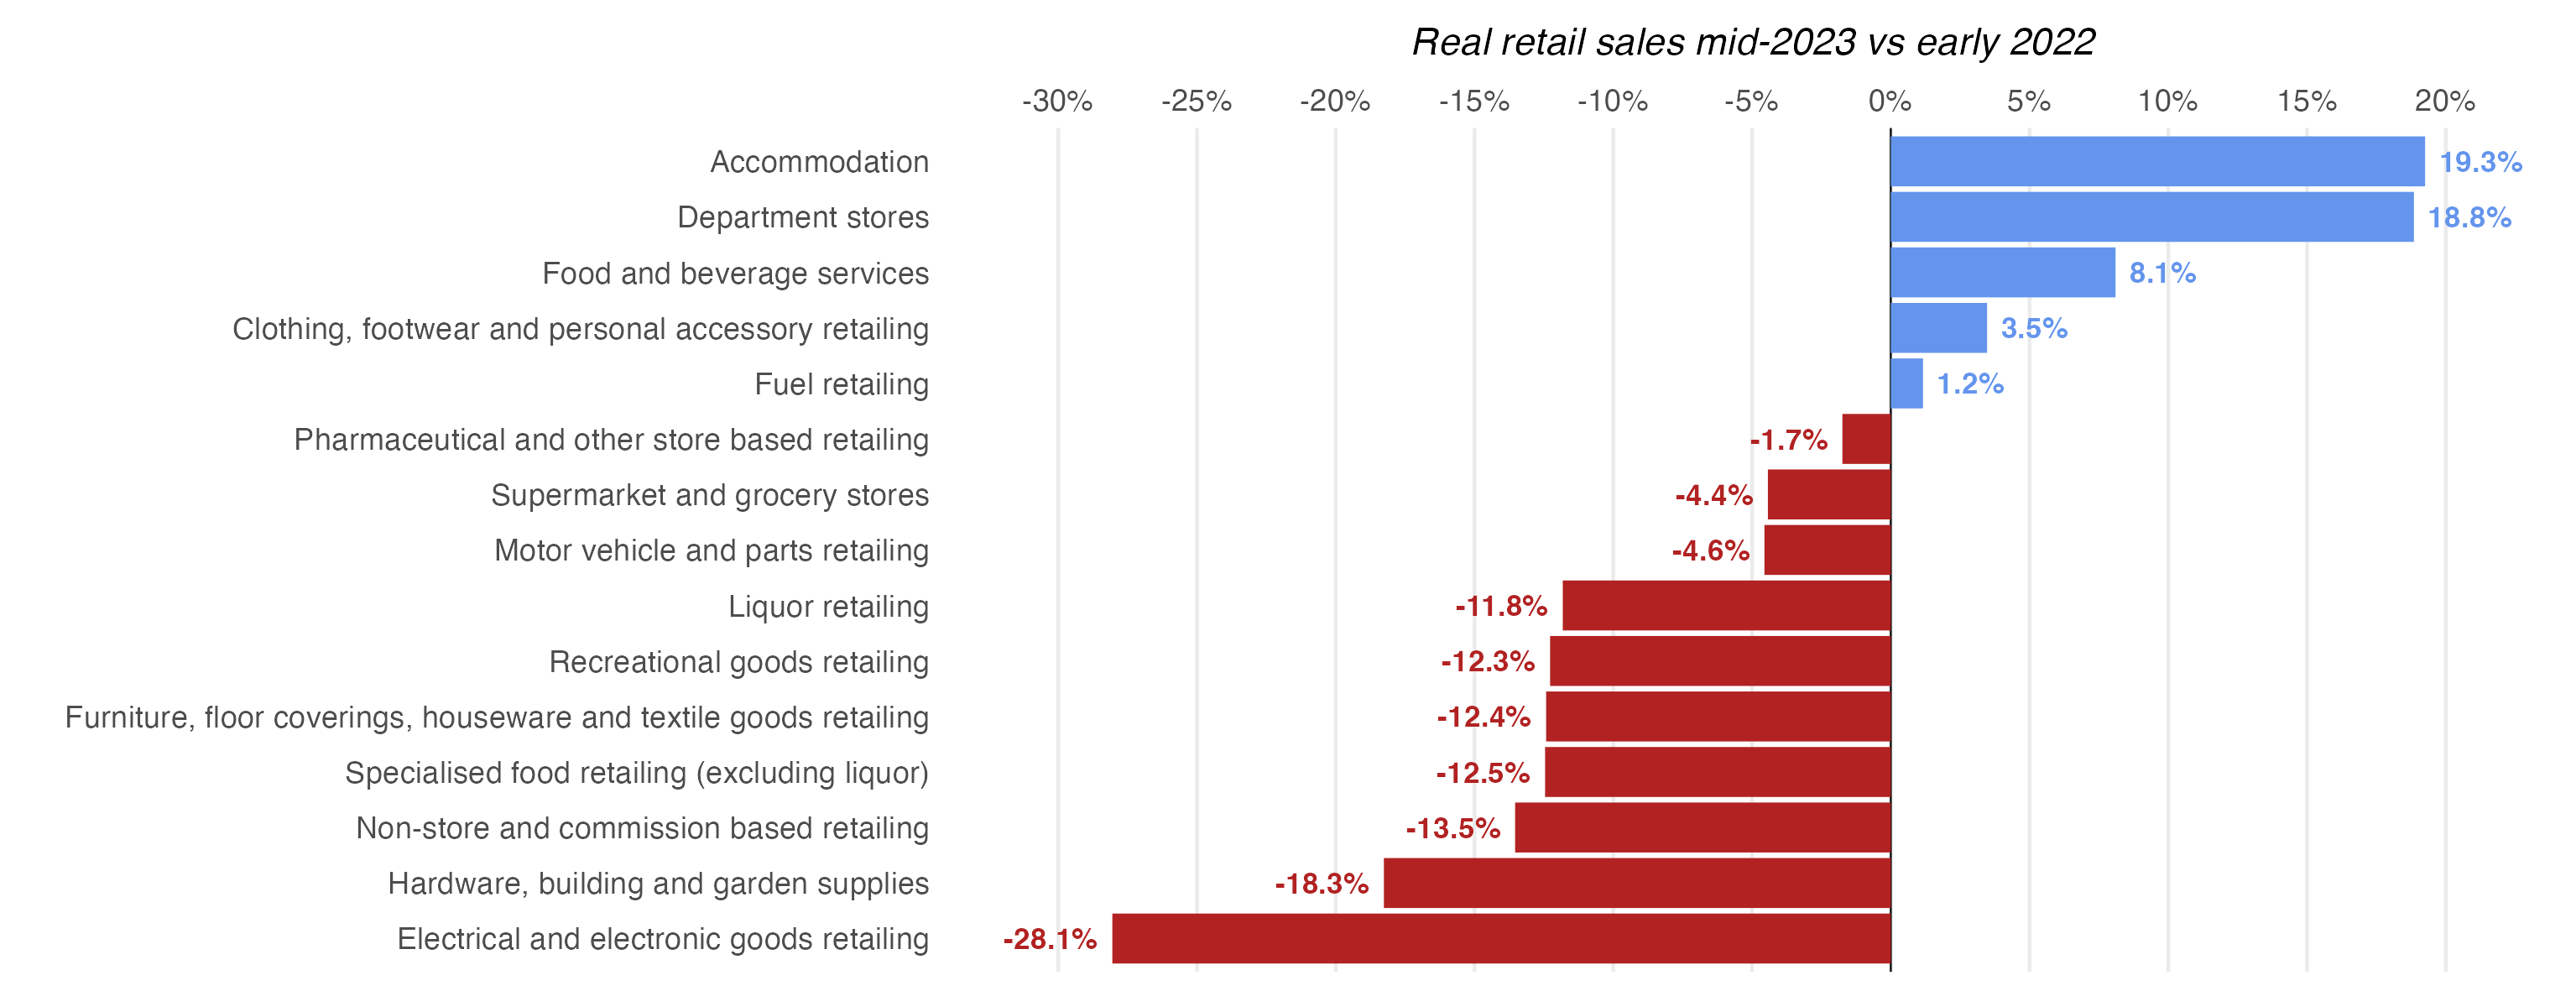 Real retail sales mid-2023 vs early 2022
-30% -25% -20% -15% -10% -5% 0% 5% 10% 15% 20%
Accommodation 19.3%
Department stores 18.8%
Food and beverage services 8.1%
Clothing, footwear and personal accessory retailing 3.5%
Fuel retailing 1.2%
Pharmaceutical and other store based retailing -1.7%
Supermarket and grocery stores -4.4%
Motor vehicle and parts retailing -4.6%
Liquor retailing -11.8%
Recreational goods retailing -12.3%
Furniture, floor coverings, houseware and textile goods retailing -12.4%
Specialised food retailing (excluding liquor) -12.5%
Non-store and commission based retailing -13.5%
Hardware, building and garden supplies -18.3%
Electrical and electronic goods retailing -28.1%